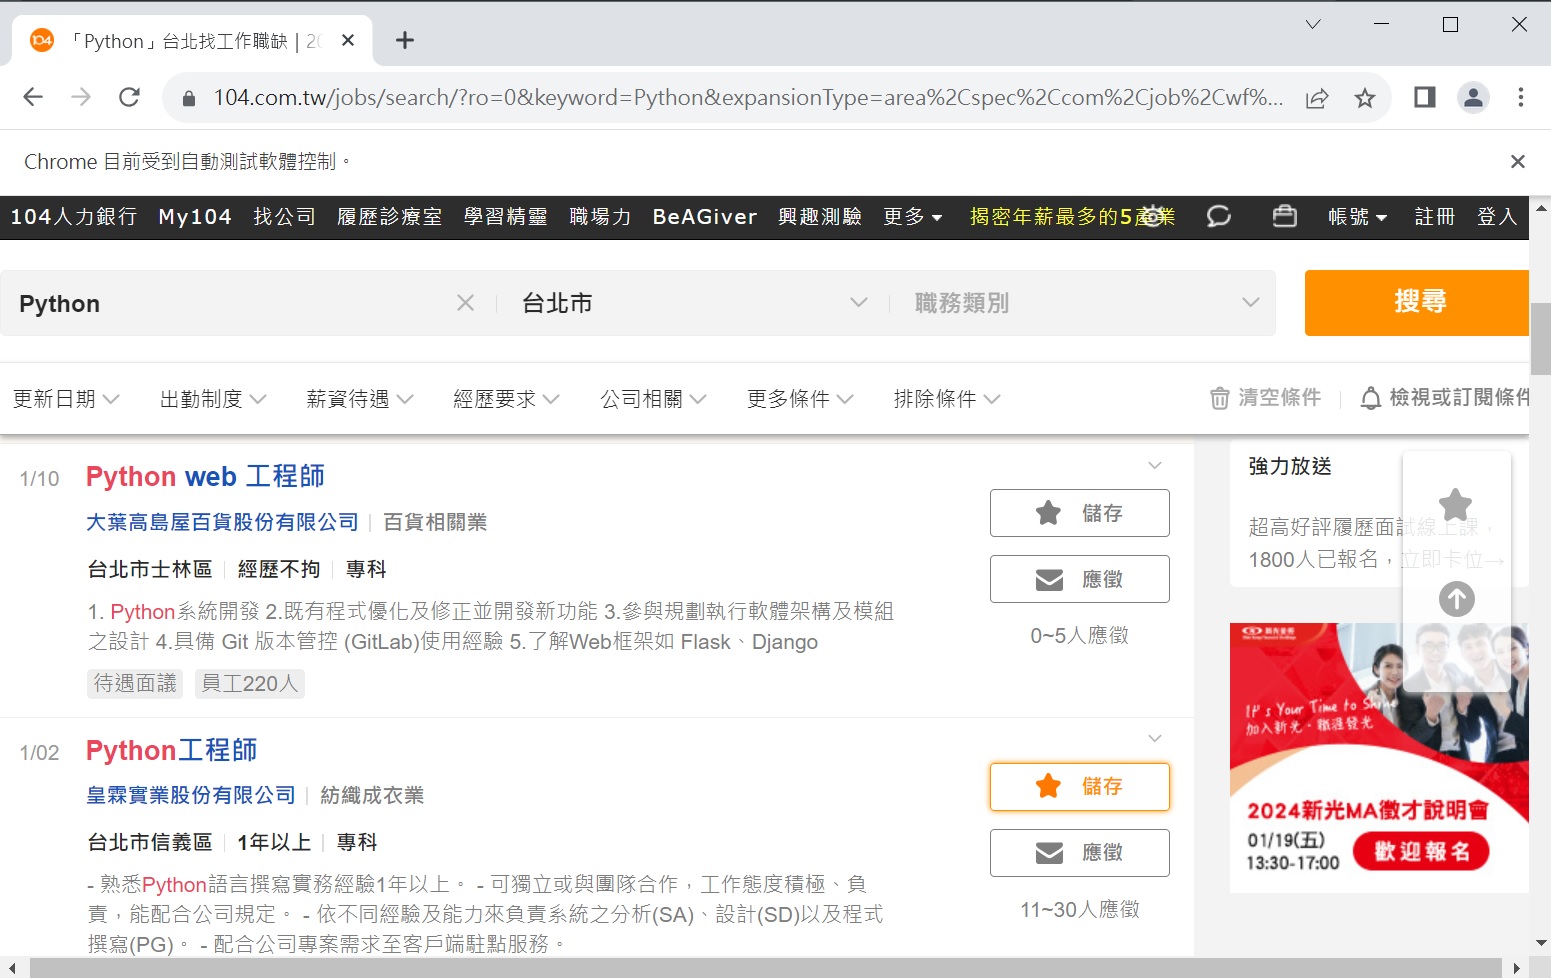 「Python」台北找工作職缺 | 20
104.com.tw/jobs/search/?ro=0&keyword=Python&expansionType=area%2Cspec%2Ccom%2Cjob%2Cwf%...
Chrome 目前受到自動測試軟體控制。
104人力銀行 My104 找公司 履歷診療室 學習精靈 職場力 BeAGiver 興趣測驗 更多 揭密年薪最多的5產業 帳號 註冊 登入
Python 台北市 職務類別 搜尋
更新日期 出勤制度 薪資待遇 經歷要求 公司相關 更多條件 排除條件 清空條件 檢視或訂閱條件
1/10 Python web 工程師
大葉高島屋百貨股份有限公司 百貨相關業
儲存
台北市士林區 經歷不拘 專科
應徵
1. Python系統開發 2.既有程式優化及修正並開發新功能 3.參與規劃執行軟體架構及模組
之設計 4.具備 Git 版本管控 (GitLab)使用經驗 5.了解Web框架如 Flask、Django
0~5人應徵
待遇面議 員工220人
1/02 Python工程師
皇霖實業股份有限公司 紡織成衣業
儲存
台北市信義區 1年以上 專科
應徵
- 熟悉Python語言撰寫實務經驗1年以上。 - 可獨立或與團隊合作，工作態度積極、負
責，能配合公司規定。 - 依不同經驗及能力來負責系統之分析(SA)、設計(SD)以及程式
撰寫(PG)。 - 配合公司專案需求至客戶端駐點服務。
11~30人應徵
強力放送
超高好評履歷面試線上課，
1800人已報名，立即卡位→
It's Your Time to Shine
加入新光，職涯發光
2024新光MA徵才說明會
01/19(五)
13:30-17:00
歡迎報名